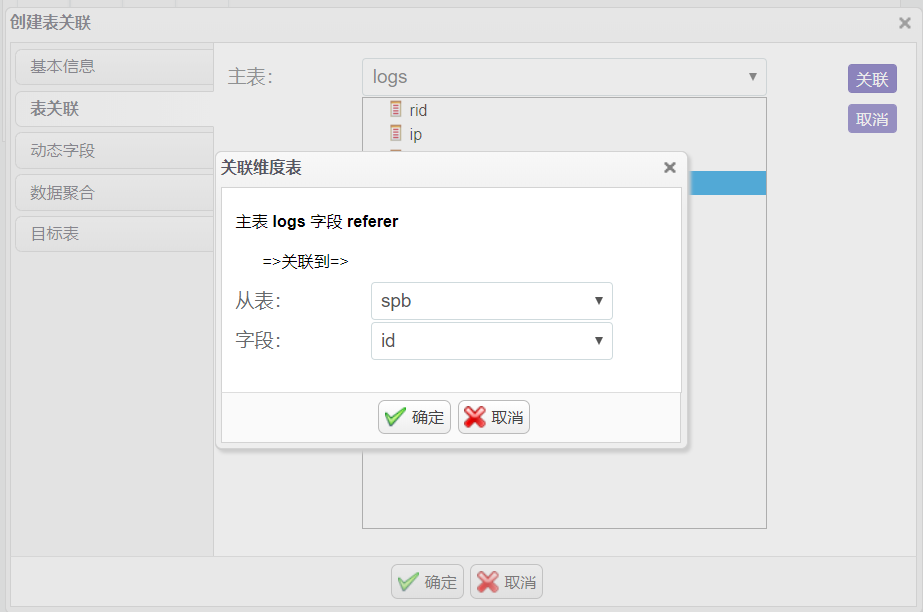 创建表关联
基本信息
表关联
动态字段
数据聚合
目标表
主表：
logs
关联
取消
rid
ip
关联维度表
主表 logs 字段 referer
=>关联到=>
从表：
spb
字段：
id
确定
取消
确定
取消